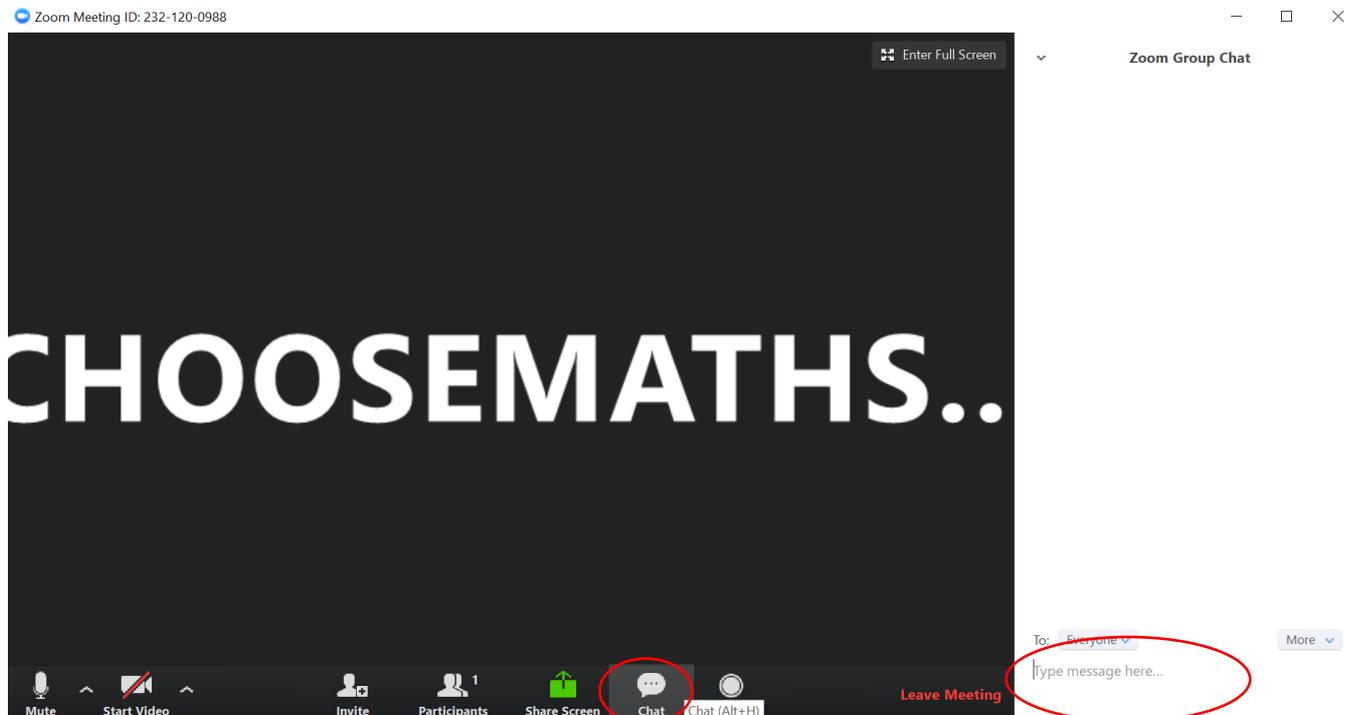 Zoom Meeting ID: 232-120-0988
Enter Full Screen
Zoom Group Chat
CHOOSEMATHS..
To: Everyone
More
Type message here...
1
Mute
Start Video
Invite
Participants
Share Screen
Chat
Chat (Alt+H)
Leave Meeting